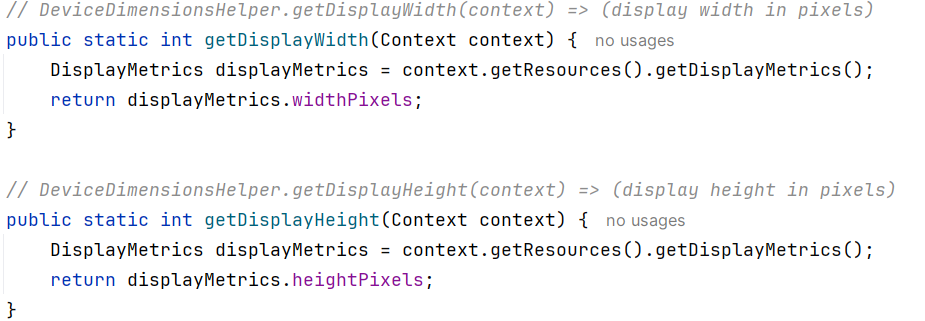 // DeviceDimensionsHelper.getDisplayWidth(context) => (display width in pixels)
public static int getDisplayWidth(Context context) {  no usages
    DisplayMetrics displayMetrics = context.getResources().getDisplayMetrics();
    return displayMetrics.widthPixels;
}

// DeviceDimensionsHelper.getDisplayHeight(context) => (display height in pixels)
public static int getDisplayHeight(Context context) {  no usages
    DisplayMetrics displayMetrics = context.getResources().getDisplayMetrics();
    return displayMetrics.heightPixels;
}